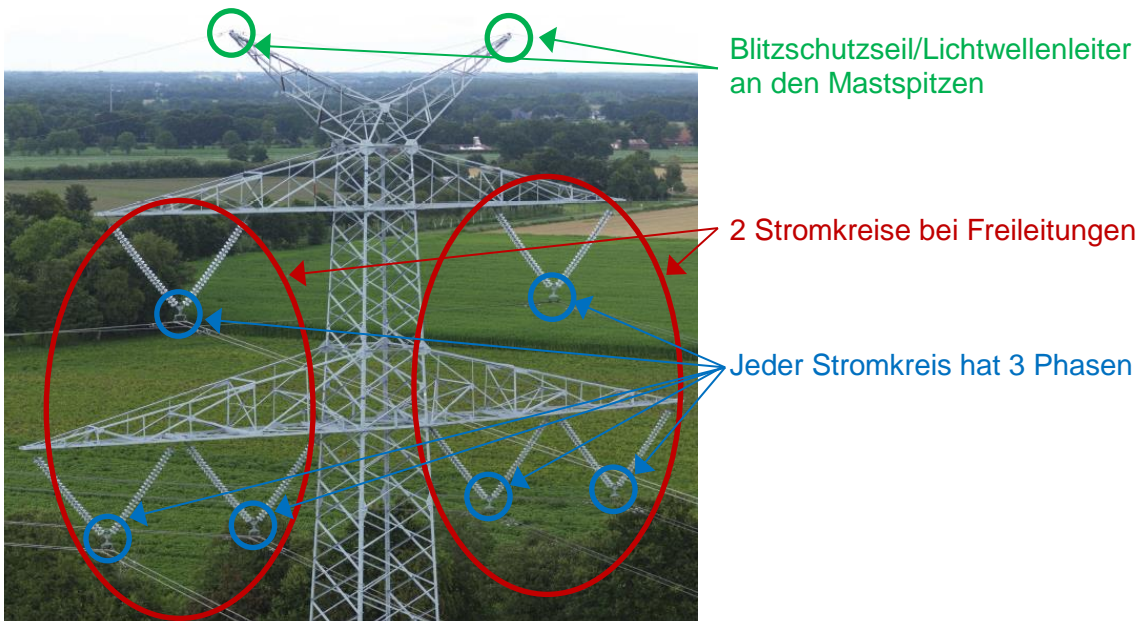 Blitzschutzseil/Lichtwellenleiter
an den Mastspitzen
2 Stromkreise bei Freileitungen
Jeder Stromkreis hat 3 Phasen